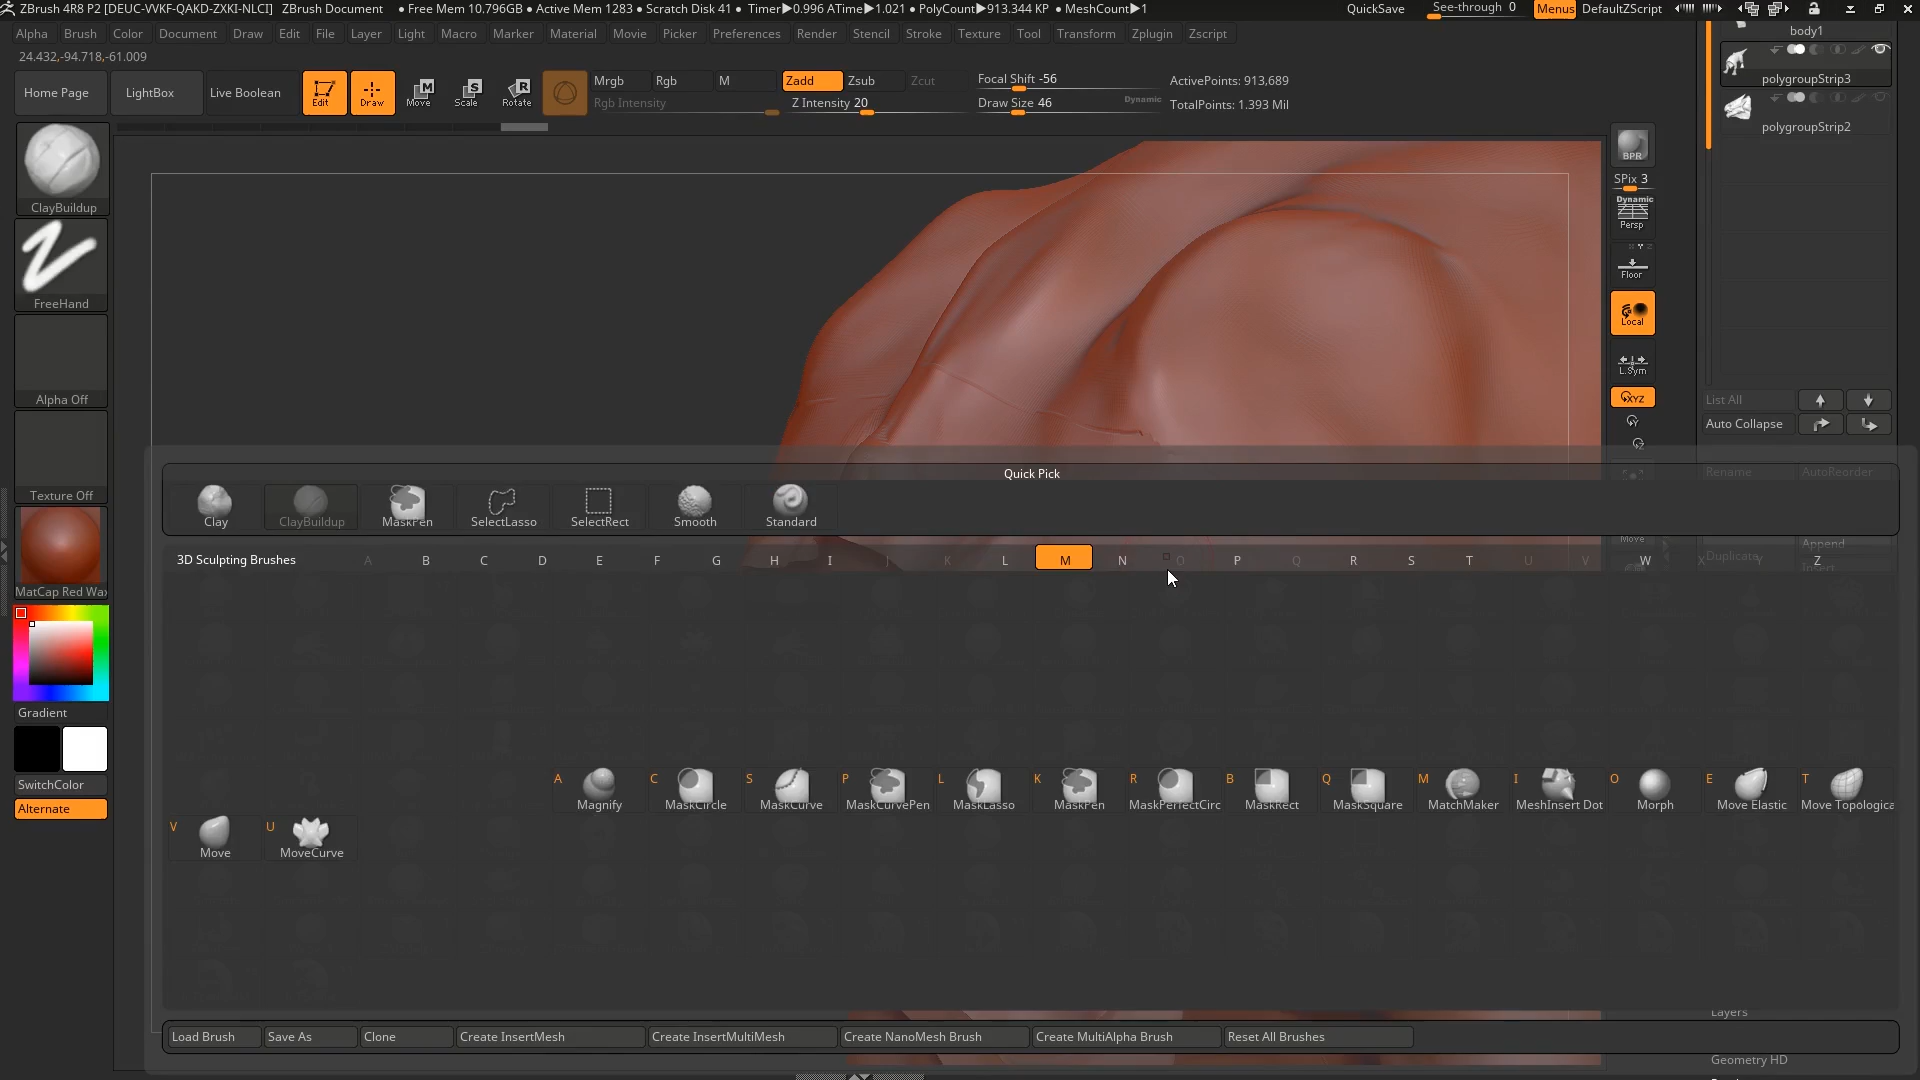 ZBrush 4R8 P2 [DEUC-VVKF-QAKD-ZXKI-NLCI] ZBrush Document • Free Mem 10.796GB • Active Mem 1283 • Scratch Disk 41 • Timer▶0.996 ATime▶1.021 • PolyCount▶913.344 KP • MeshCount▶1 QuickSave See-through 0 Menus DefaultZScript
Alpha Brush Color Document Draw Edit File Layer Light Macro Marker Material Movie Picker Preferences Render Stencil Stroke Texture Tool Transform Zplugin Zscript
24.432,-94.718,-61.009
Home Page LightBox Live Boolean Edit Draw Move Scale Rotate
Mrgb Rgb M Zadd Zsub Zcut
Rgb Intensity Z Intensity 20
Focal Shift -56
Draw Size 46 Dynamic
ActivePoints: 913,689
TotalPoints: 1.393 Mil
body1
polygroupStrip3
polygroupStrip2
ClayBuildup
FreeHand
Alpha Off
Texture Off
MatCap Red Wax
Gradient
SwitchColor
Alternate
BPR
SPix 3
Dynamic
Persp
Floor
Local
L.Sym
XYZ
Move
List All
Auto Collapse
Rename AutoReorder
Duplicate Append
Insert
Quick Pick
Clay ClayBuildup MaskPen SelectLasso SelectRect Smooth Standard
3D Sculpting Brushes A B C D E F G H I J K L M N O P Q R S T U V W X Y Z
A Magnify C MaskCircle S MaskCurve P MaskCurvePen L MaskLasso K MaskPen R MaskPerfectCirc B MaskRect Q MaskSquare M MatchMaker I MeshInsert Dot O Morph E Move Elastic T Move Topologica
V Move U MoveCurve
Load Brush Save As Clone Create InsertMesh Create InsertMultiMesh Create NanoMesh Brush Create MultiAlpha Brush Reset All Brushes
Layers
Geometry HD